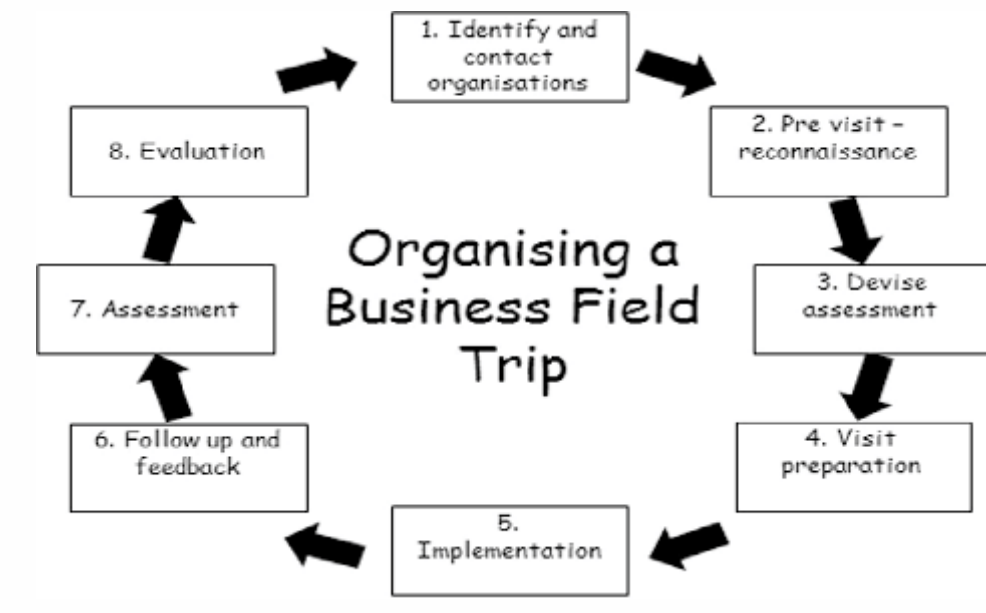 1. Identify and
contact
organisations
2. Pre visit –
reconnaissance
3. Devise
assessment
4. Visit
preparation
5.
Implementation
6. Follow up and
feedback
7. Assessment
8. Evaluation
Organising a
Business Field
Trip